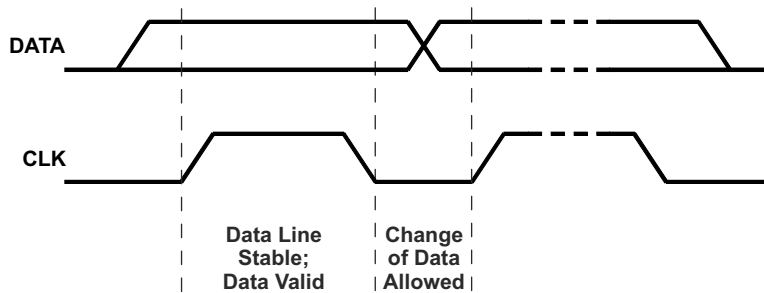 DATA
CLK
Data Line
Stable;
Data Valid
Change
of Data
Allowed